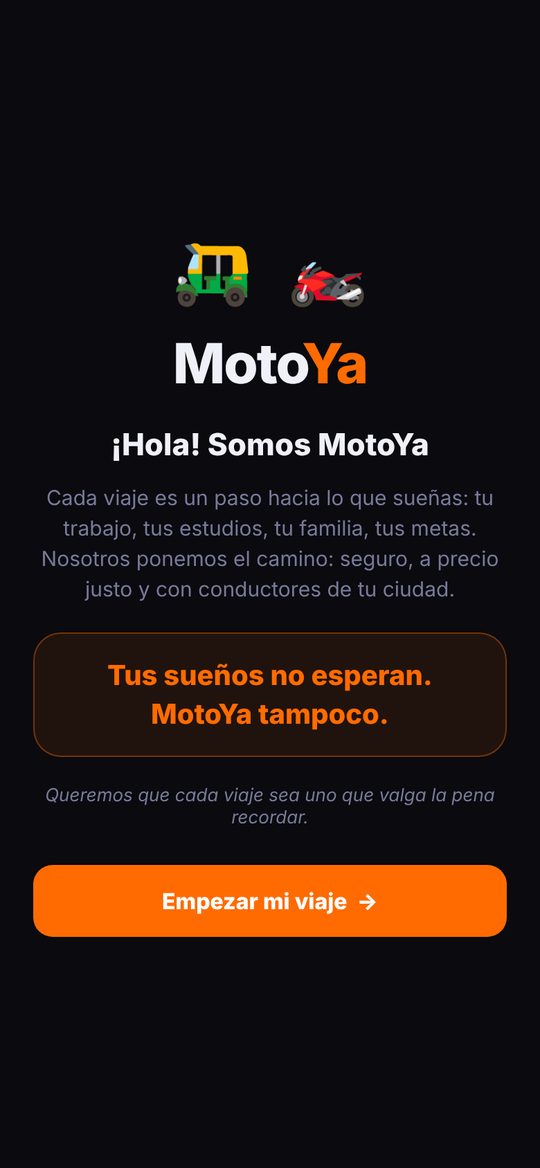 MotoYa
¡Hola! Somos MotoYa
Cada viaje es un paso hacia lo que sueñas: tu
trabajo, tus estudios, tu familia, tus metas.
Nosotros ponemos el camino: seguro, a precio
justo y con conductores de tu ciudad.
Tus sueños no esperan.
MotoYa tampoco.
Queremos que cada viaje sea uno que valga la pena
recordar.
Empezar mi viaje →